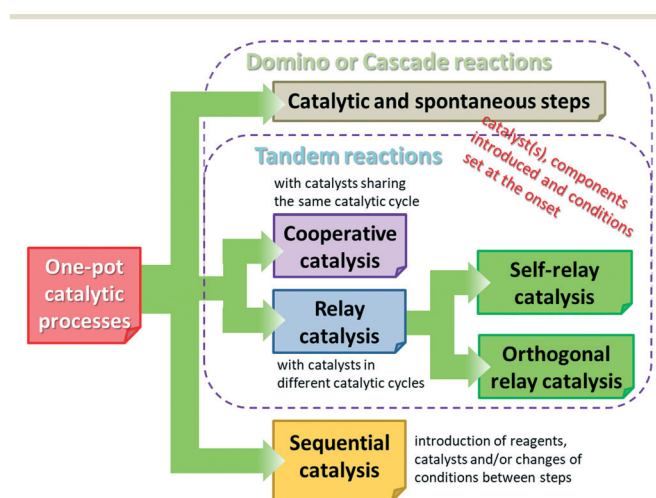 Domino or Cascade reactions
Catalytic and spontaneous steps
catalyst(s), components
introduced and conditions
set at the onset
Tandem reactions
with catalysts sharing
the same catalytic cycle
Cooperative
catalysis
One-pot
catalytic
processes
Relay
catalysis
with catalysts in
different catalytic cycles
Self-relay
catalysis
Orthogonal
relay catalysis
Sequential
catalysis
introduction of reagents,
catalysts and/or changes of
conditions between steps